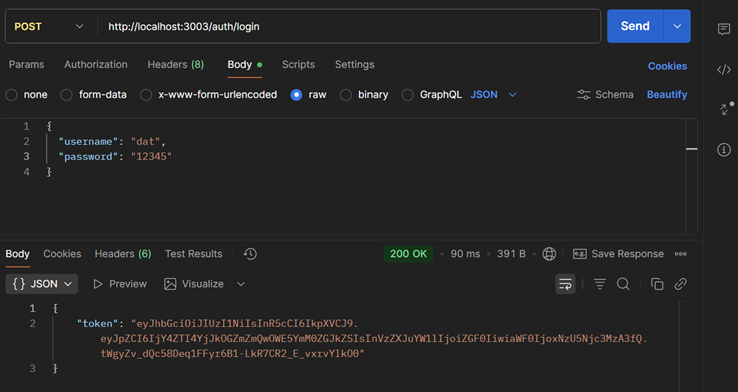 POST http://localhost:3003/auth/login Send
Params Authorization Headers (8) Body Scripts Settings Cookies
none form-data x-www-form-urlencoded raw binary GraphQL JSON Schema Beautify
1 {
2 "username": "dat",
3 "password": "12345"
4 }
Body Cookies Headers (6) Test Results 200 OK 90 ms 391 B Save Response
{} JSON Preview Visualize
1 {
2 "token": "eyJhbGciOiJIUzI1NiIsInR5cCI6IkpXVCJ9.
eyJpZCI6IjY4ZTI4YjJkOGZmZmQwOWE5YmM0ZGJkZSIsInVzZXJuYW1lIjoiZGF0IiwiaWF0IjoxNzU5Njc3MzA3fQ.
tWgyZv_dQc58Deq1FFyr6B1-LkR7CR2_E_vxrvYlkO0"
3 }